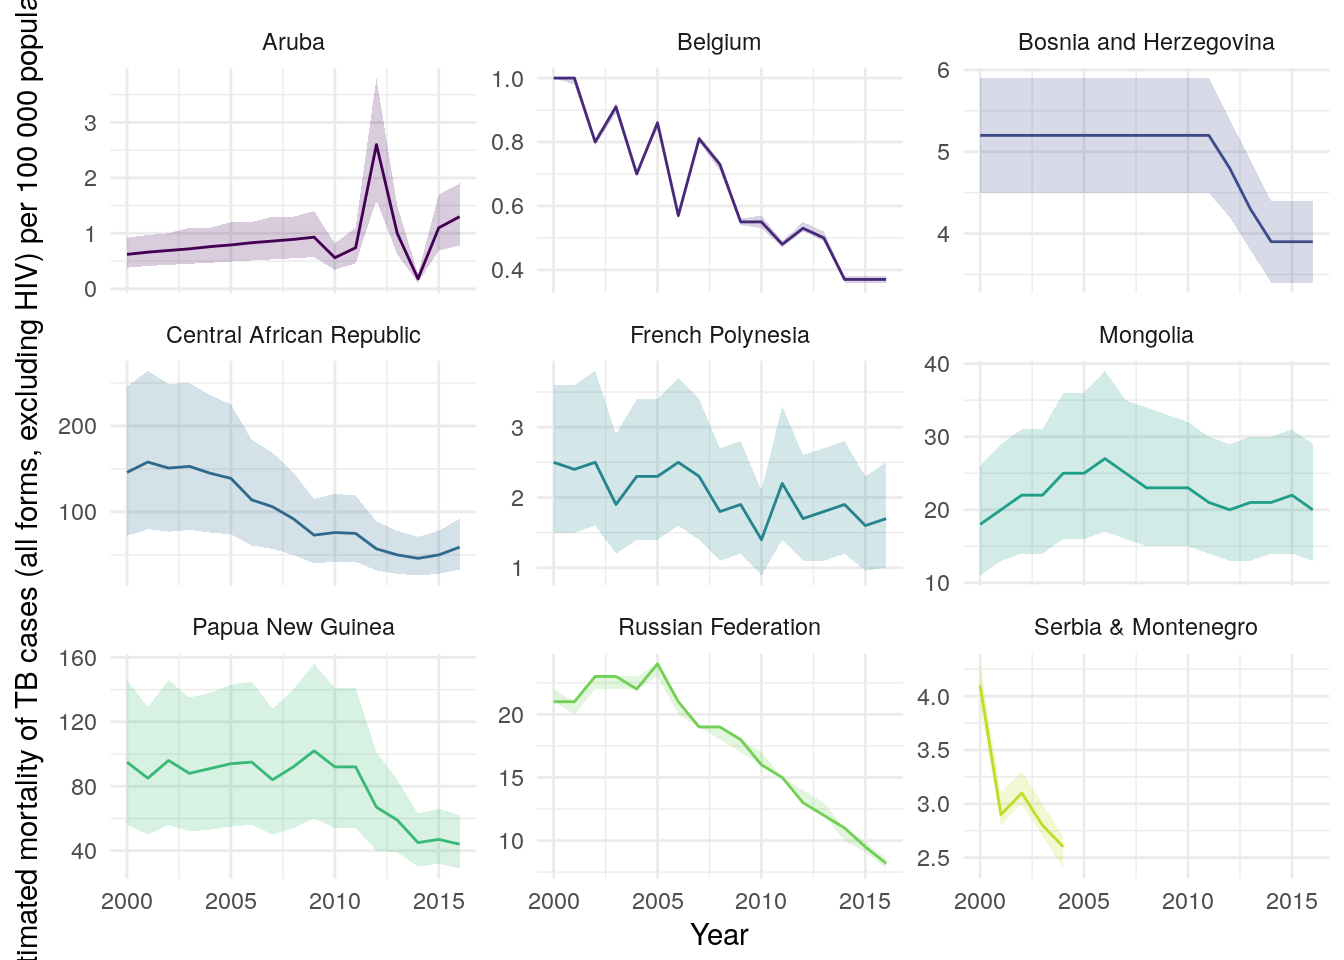 mortality of TB cases (all forms, excluding HIV) per 100 000
Aruba
Belgium
Bosnia and Herzegovina
3
2
1
0
1.0
0.8
0.6
0.4
6
5
4
Central African Republic
French Polynesia
Mongolia
200
100
3
2
1
40
30
20
10
Papua New Guinea
Russian Federation
Serbia & Montenegro
160
120
80
40
20
15
10
4.0
3.5
3.0
2.5
2000 2005 2010 2015
2000 2005 2010 2015
2000 2005 2010 2015
Year